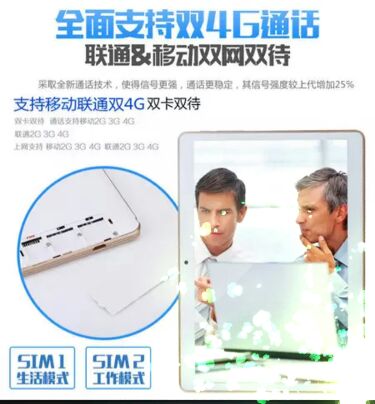 全面支持双4G通话
联通&移动双网双待
采取全新通话技术，使得信号更强，通话更稳定，其信号强度较上代增加25%
支持移动联通双4G 双卡双待
双卡双待 通话支持移动2G 3G 4G
联通2G 3G 4G
上网支持 移动2G 3G 4G 联通2G 3G 4G
SIM1 生活模式
SIM2 工作模式